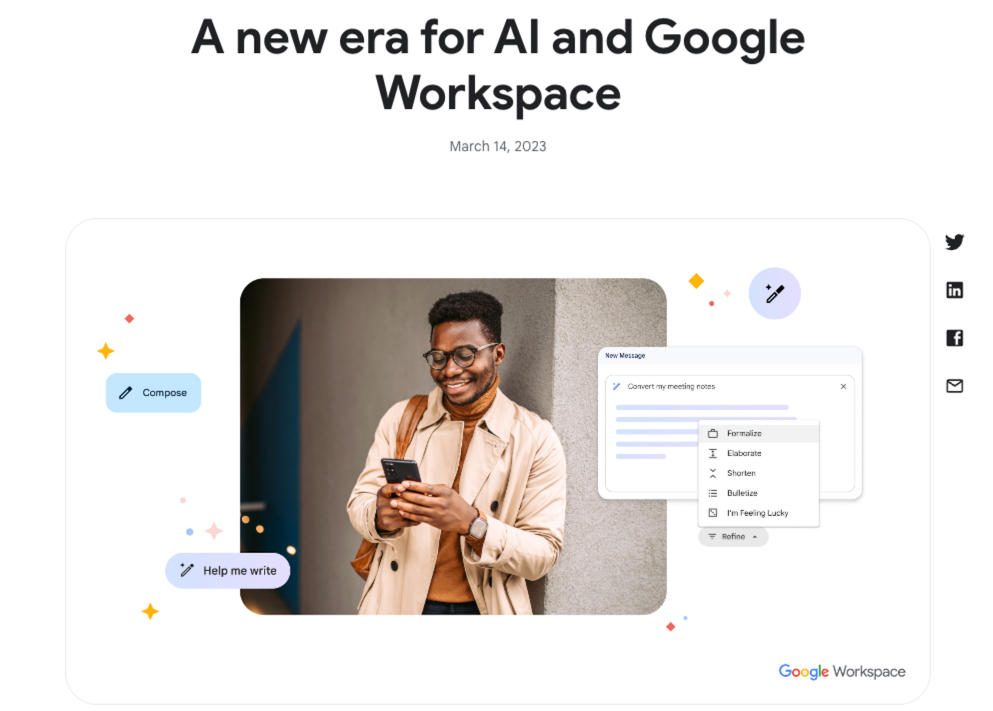 A new era for AI and Google
Workspace
March 14, 2023
Compose
Help me write
New Message
Convert my meeting notes
Formalize
Elaborate
Shorten
Bulletize
I'm Feeling Lucky
Refine
Google Workspace